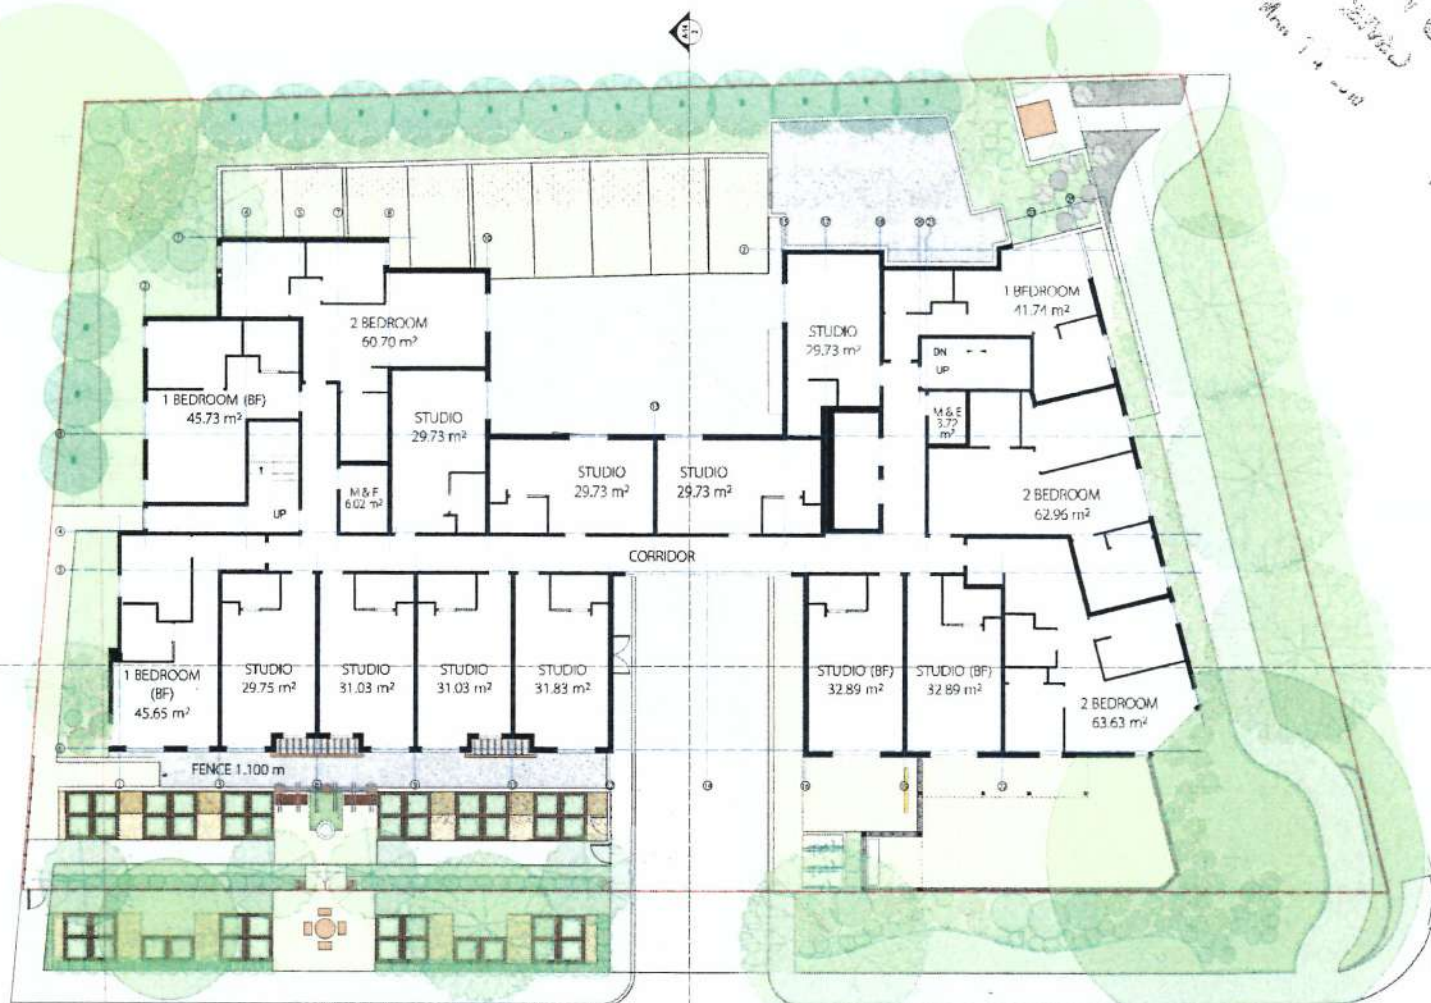 2 BEDROOM
60.70 m²
1 BEDROOM (BF)
45.73 m²
STUDIO
29.73 m²
M & E
6.02 m²
UP
STUDIO
29.73 m²
STUDIO
29.73 m²
STUDIO
29.73 m²
1 BEDROOM
41.74 m²
DN
UP
M & E
3.72
m²
2 BEDROOM
62.96 m²
CORRIDOR
1 BEDROOM
(BF)
45.65 m²
STUDIO
29.75 m²
STUDIO
31.03 m²
STUDIO
31.03 m²
STUDIO
31.83 m²
STUDIO (BF)
32.89 m²
STUDIO (BF)
32.89 m²
2 BEDROOM
63.63 m²
FENCE 1.100 m